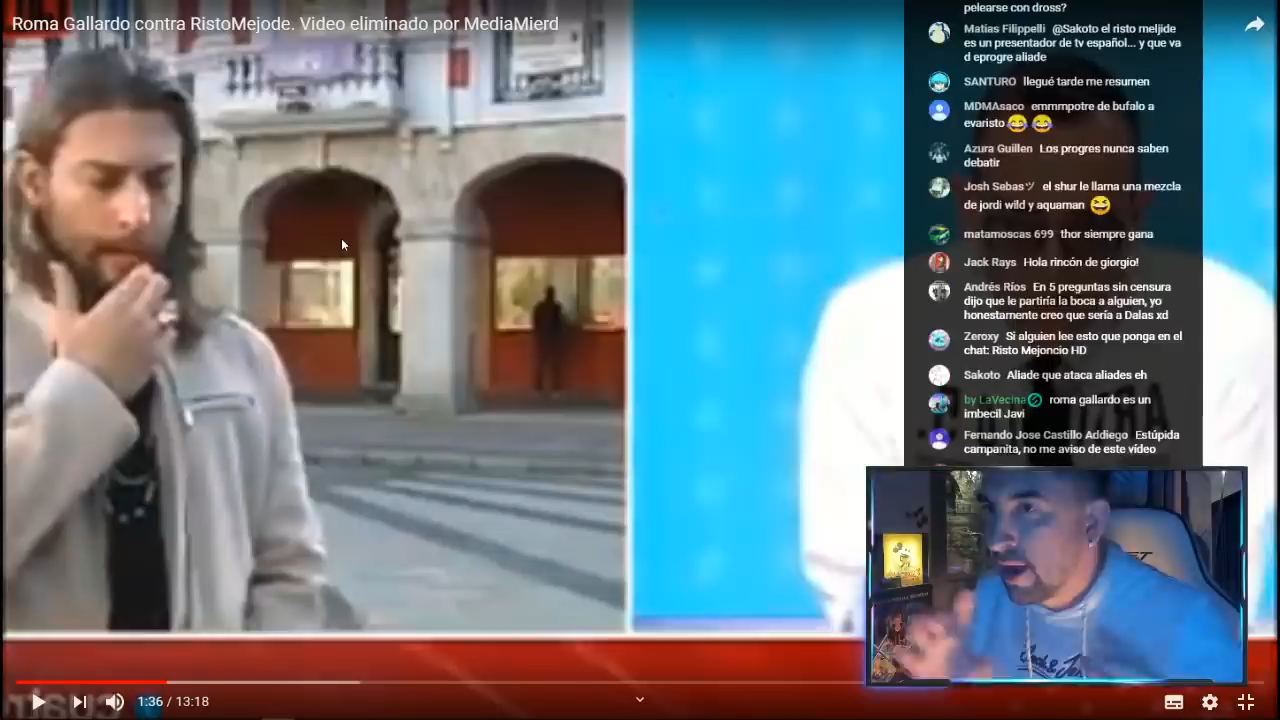 Roma Gallardo contra RistoMejode. Video eliminado por MediaMierd
pelearse con dross?
Matias Filippelli @Sakoto el risto meljide
es un presentador de tv español... y que va
d eprogre aliade
SANTURO llegué tarde me resumen
MDMAsaco emmmpotre de bufalo a
evaristo 😂 😂
Azura Guillen Los progres nunca saben
debatir
Josh Sebasツ el shur le llama una mezcla
de jordi wild y aquaman 😆
matamoscas 699 thor siempre gana
Jack Rays Hola rincón de giorgio!
Andrés Ríos En 5 preguntas sin censura
dijo que le partiría la boca a alguien, yo
honestamente creo que sería a Dalas xd
Zeroxy Si alguien lee esto que ponga en el
chat: Risto Mejoncio HD
Sakoto Aliade que ataca aliades eh
by LaVecina roma gallardo es un
imbecil Javi
Fernando Jose Castillo Addiego Estúpida
campanita, no me aviso de este vídeo
1:36 / 13:18